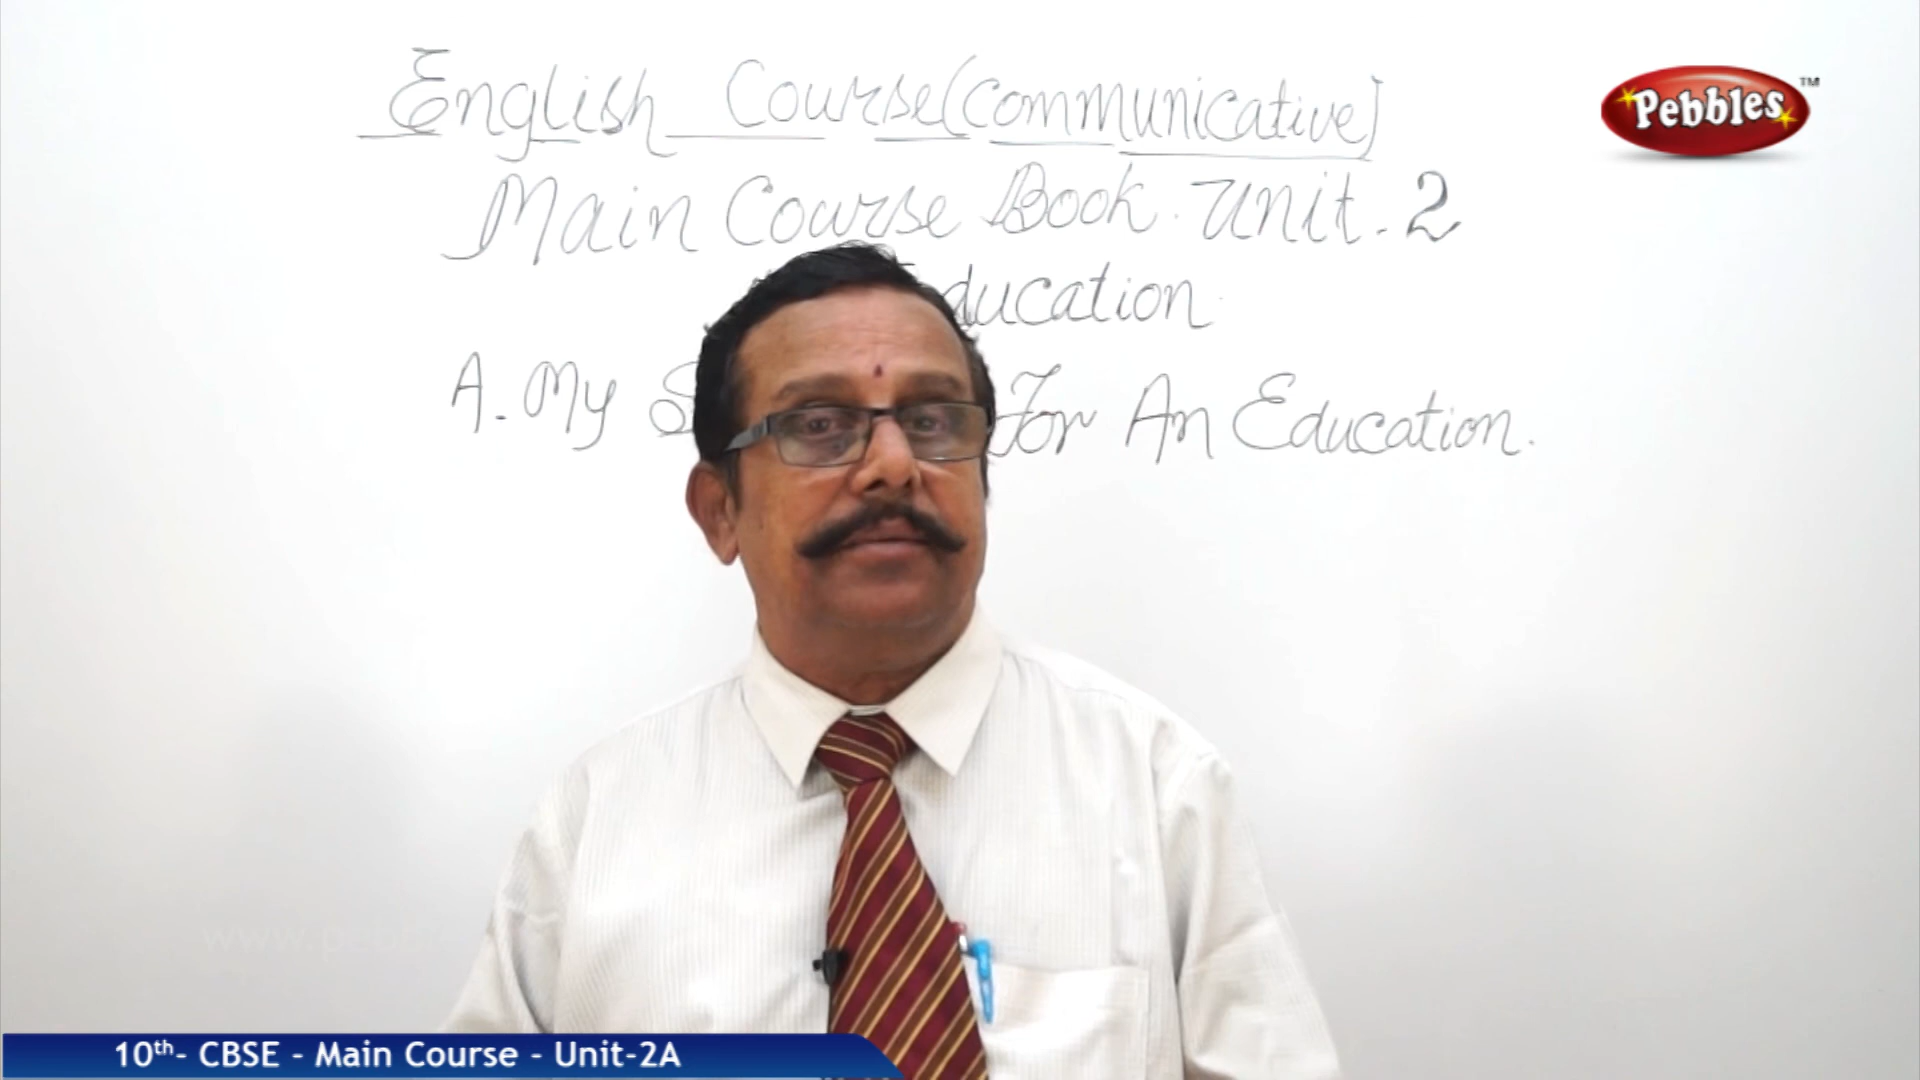 English Course (Communicative)
Pebbles TM
Main Course Book. Unit. 2
ducation
A. My S For An Education.
10th- CBSE - Main Course - Unit-2A